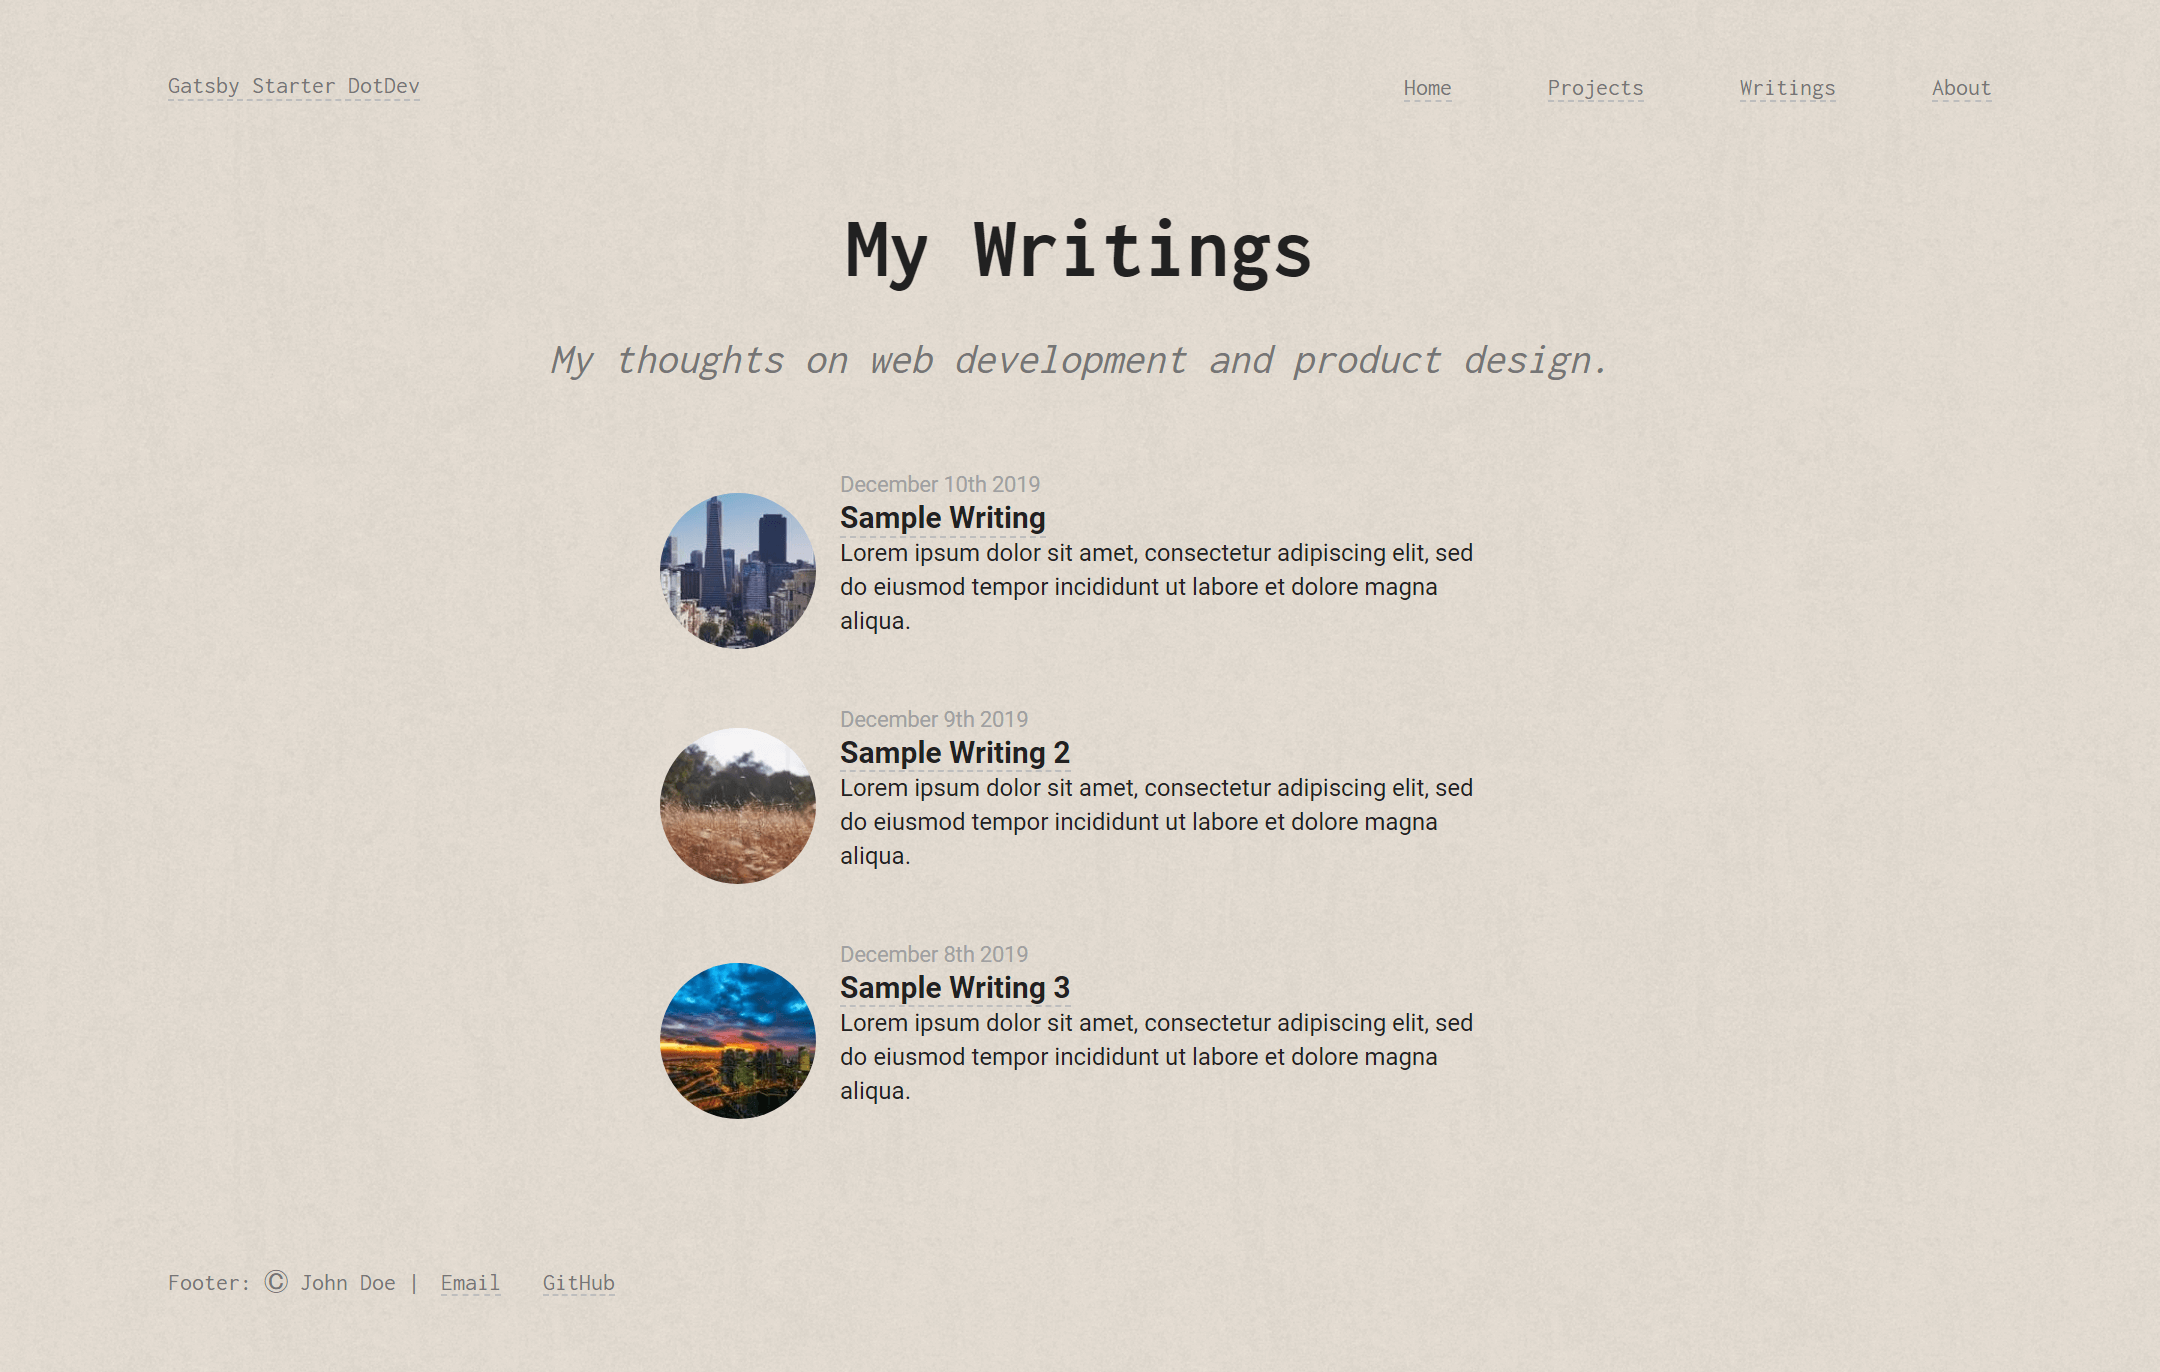 Gatsby Starter DotDev
Home Projects Writings About
My Writings
My thoughts on web development and product design.
December 10th 2019
Sample Writing
Lorem ipsum dolor sit amet, consectetur adipiscing elit, sed
do eiusmod tempor incididunt ut labore et dolore magna
aliqua.
December 9th 2019
Sample Writing 2
Lorem ipsum dolor sit amet, consectetur adipiscing elit, sed
do eiusmod tempor incididunt ut labore et dolore magna
aliqua.
December 8th 2019
Sample Writing 3
Lorem ipsum dolor sit amet, consectetur adipiscing elit, sed
do eiusmod tempor incididunt ut labore et dolore magna
aliqua.
Footer: © John Doe | Email GitHub